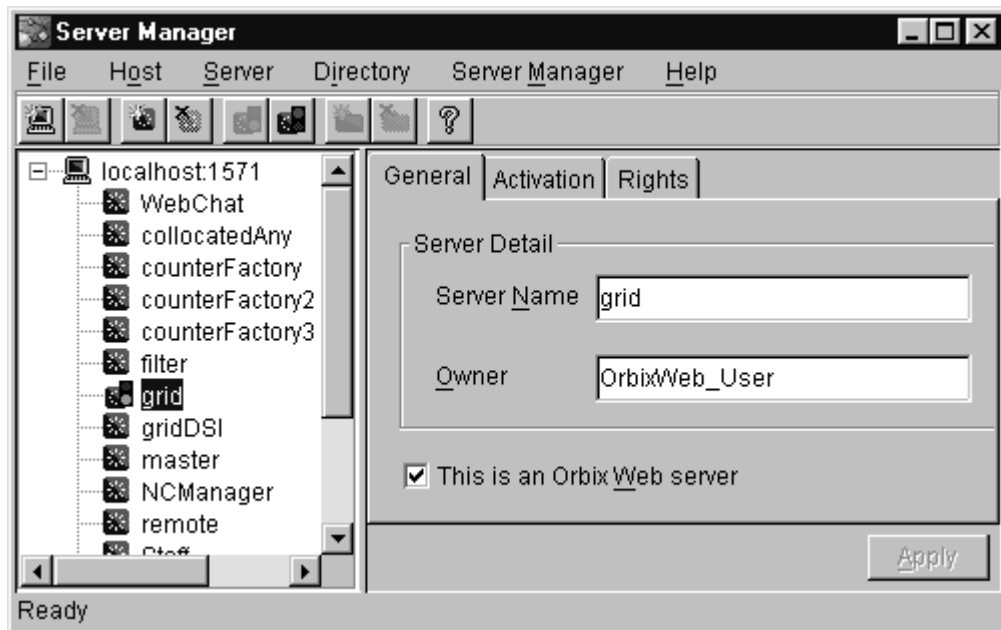 Server Manager
File Host Server Directory Server Manager Help
localhost:1571
WebChat
collocatedAny
counterFactory
counterFactory2
counterFactory3
filter
grid
gridDSI
master
NCManager
remote
General Activation Rights
Server Detail
Server Name grid
Owner OrbixWeb_User
This is an Orbix Web server
Apply
Ready